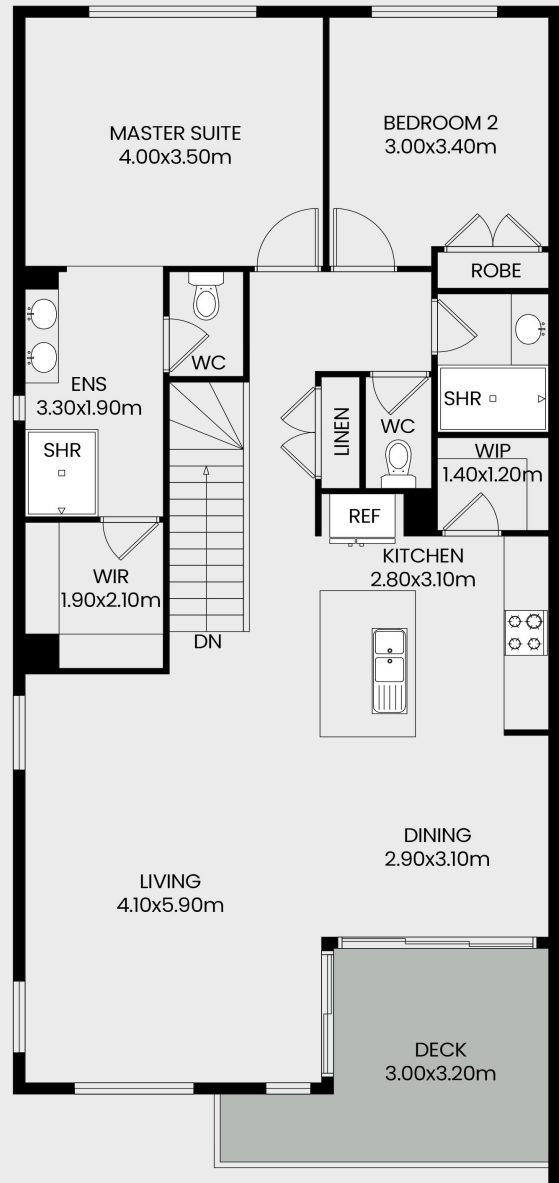 MASTER SUITE
4.00x3.50m
BEDROOM 2
3.00x3.40m
ROBE
WC
ENS
3.30x1.90m
SHR
SHR
LINEN
WC
WIP
1.40x1.20m
REF
KITCHEN
2.80x3.10m
WIR
1.90x2.10m
DN
DINING
2.90x3.10m
LIVING
4.10x5.90m
DECK
3.00x3.20m